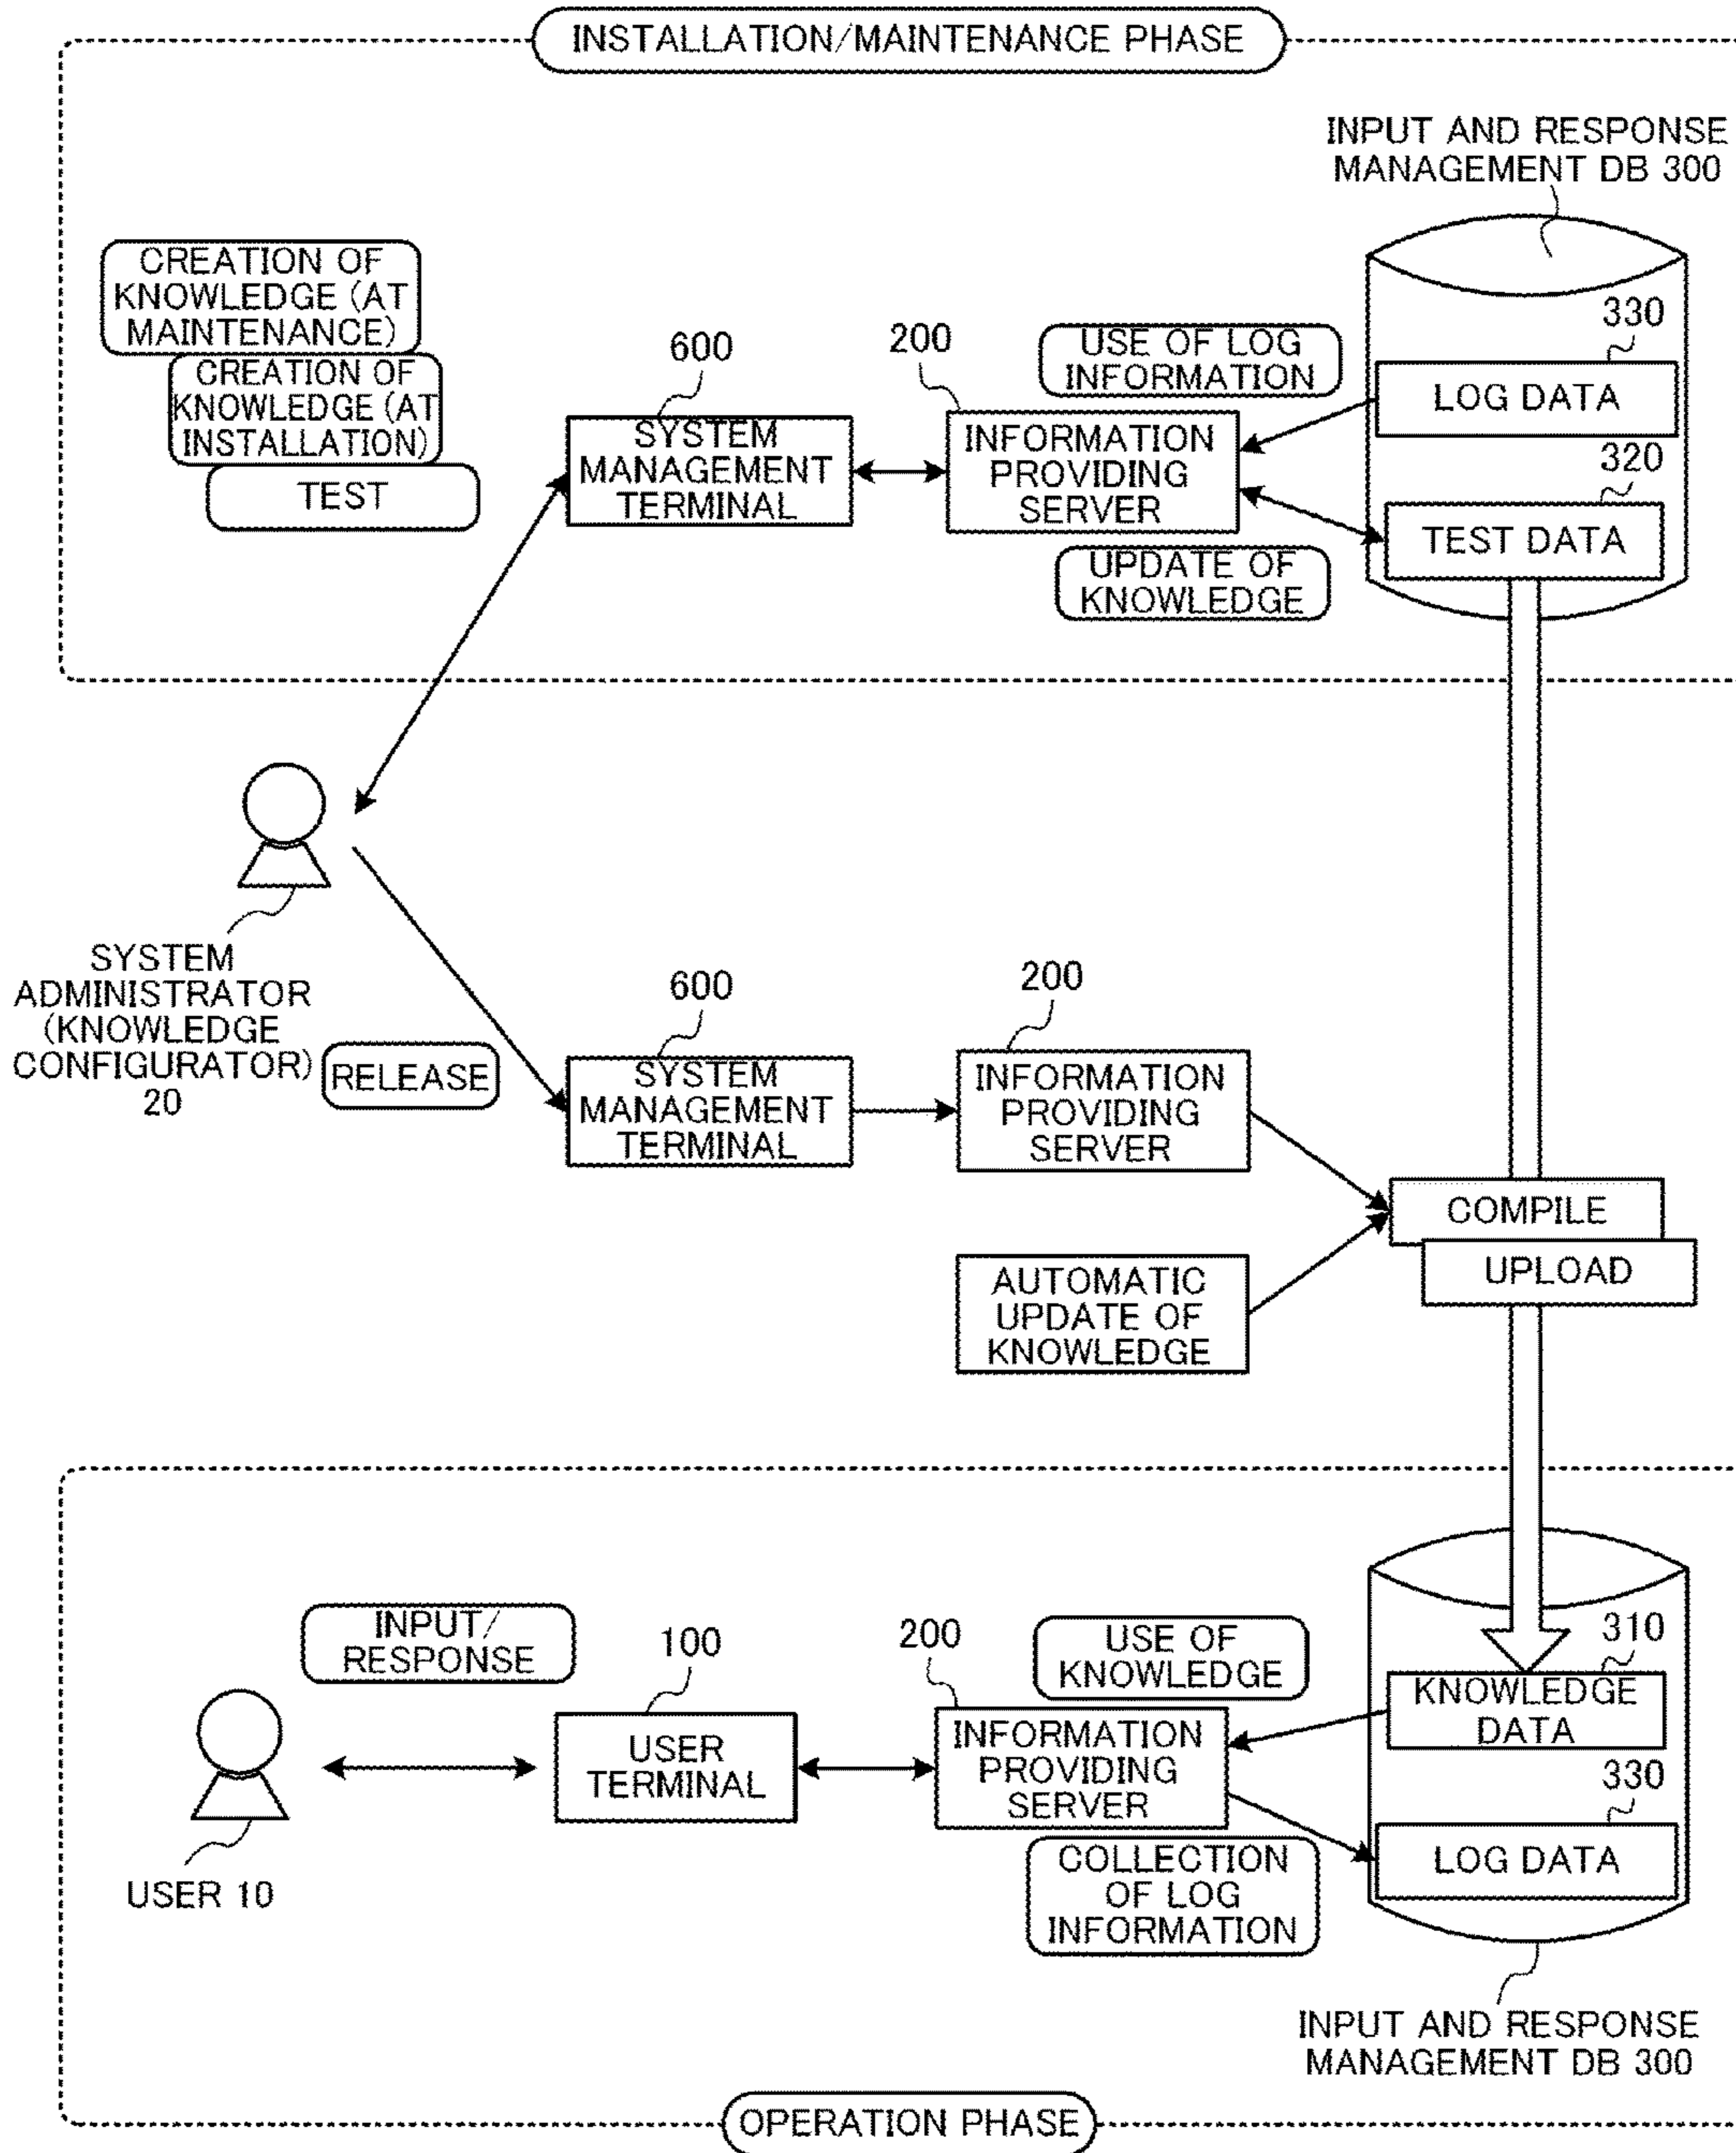 INSTALLATION/MAINTENANCE PHASE
INPUT AND RESPONSE
MANAGEMENT DB 300
CREATION OF
KNOWLEDGE (AT
MAINTENANCE)
CREATION OF
KNOWLEDGE (AT
INSTALLATION)
TEST
600
SYSTEM
MANAGEMENT
TERMINAL
200
INFORMATION
PROVIDING
SERVER
USE OF LOG
INFORMATION
UPDATE OF
KNOWLEDGE
330
LOG DATA
320
TEST DATA
SYSTEM
ADMINISTRATOR
(KNOWLEDGE
CONFIGURATOR)
20
RELEASE
600
SYSTEM
MANAGEMENT
TERMINAL
200
INFORMATION
PROVIDING
SERVER
AUTOMATIC
UPDATE OF
KNOWLEDGE
COMPILE
UPLOAD
INPUT/
RESPONSE
USER 10
100
USER
TERMINAL
200
INFORMATION
PROVIDING
SERVER
USE OF
KNOWLEDGE
COLLECTION
OF LOG
INFORMATION
310
KNOWLEDGE
DATA
330
LOG DATA
INPUT AND RESPONSE
MANAGEMENT DB 300
OPERATION PHASE